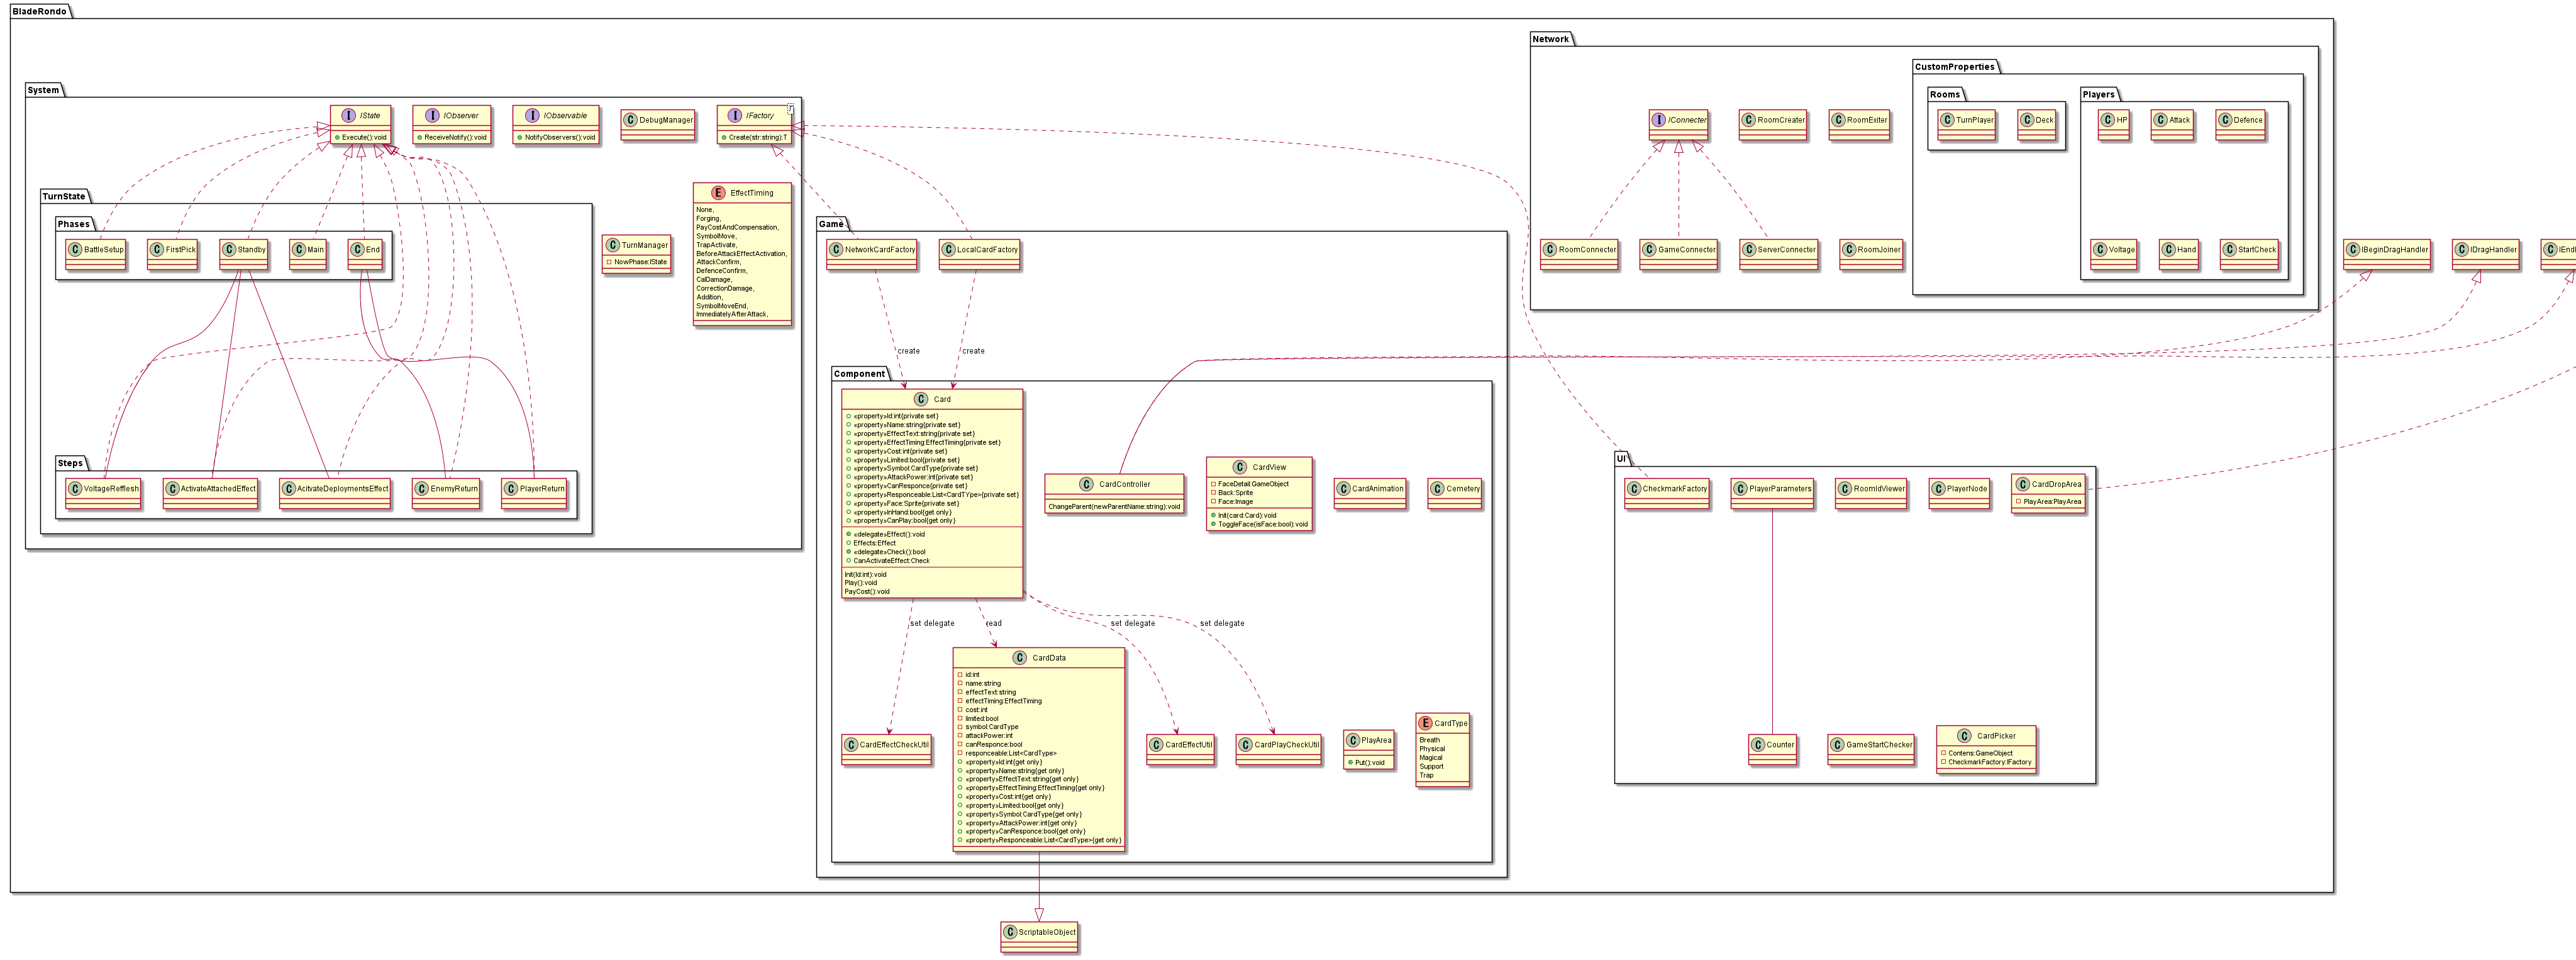 BladeRondo
Network
CustomProperties
Rooms
TurnPlayer
Deck
Players
HP
Attack
Defence
Voltage
Hand
StartCheck
IConnecter
RoomCreater
RoomExiter
RoomConnecter
GameConnecter
ServerConnecter
RoomJoiner
System
IState
Execute():void
IObserver
ReceiveNotify():void
IObservable
NotifyObservers():void
DebugManager
IFactory
T
Create(str:string):T
EffectTiming
None,
Forging,
PayCostAndCompensation,
SymbolMove,
TrapActivate,
BeforeAttackEffectActivation,
AttackConfirm,
DefenceConfirm,
CalDamage,
CorrectionDamage,
Addition,
SymbolMoveEnd,
ImmediatelyAfterAttack,
TurnManager
NowPhase:IState
TurnState
Phases
BattleSetup
FirstPick
Standby
Main
End
Steps
VoltageRefflesh
ActivateAttachedEffect
AcitvateDeploymentsEffect
EnemyReturn
PlayerReturn
Game
NetworkCardFactory
LocalCardFactory
create
create
IBeginDragHandler
IDragHandler
Component
Card
«property»Id:int{private set}
«property»Name:string{private set}
«property»EffectText:string{private set}
«property»EffectTiming:EffectTiming{private set}
«property»Cost:int{private set}
«property»Limited:bool{private set}
«property»Symbol:CardType{private set}
«property»AttackPower:int{private set}
«property»CanResponce{private set}
«property»Responceable:List<CardTYpe>{private set}
«property»Face:Sprite{private set}
«property»InHand:bool{get only}
«property»CanPlay:bool{get only}
«delegate»Effect():void
Effects:Effect
«delegate»Check():bool
CanActivateEffect:Check
Init(Id:int):void
Play():void
PayCost():void
CardController
ChangeParent(newParentName:string):void
CardView
FaceDetail:GameObject
Back:Sprite
Face:Image
Init(card:Card):void
ToggleFace(isFace:bool):void
CardAnimation
Cemetery
set delegate
read
set delegate
set delegate
CardData
id:int
name:string
effectText:string
effectTiming:EffectTiming
cost:int
limited:bool
symbol:CardType
attackPower:int
canResponce:bool
responceable:List<CardType>
«property»Id:int{get only}
«property»Name:string{get only}
«property»EffectText:string{get only}
«property»EffectTiming:EffectTiming{get only}
«property»Cost:int{get only}
«property»Limited:bool{get only}
«property»Symbol:CardType{get only}
«property»AttackPower:int{get only}
«property»CanResponce:bool{get only}
«property»Responceable:List<CardType>{get only}
CardEffectCheckUtil
CardEffectUtil
CardPlayCheckUtil
PlayArea
Put():void
CardType
Breath
Physical
Magical
Support
Trap
UI
CheckmarkFactory
PlayerParameters
RoomIdViewer
PlayerNode
CardDropArea
PlayArea:PlayArea
Counter
GameStartChecker
CardPicker
Contens:GameObject
CheckmarkFactory:IFactory
ScriptableObject